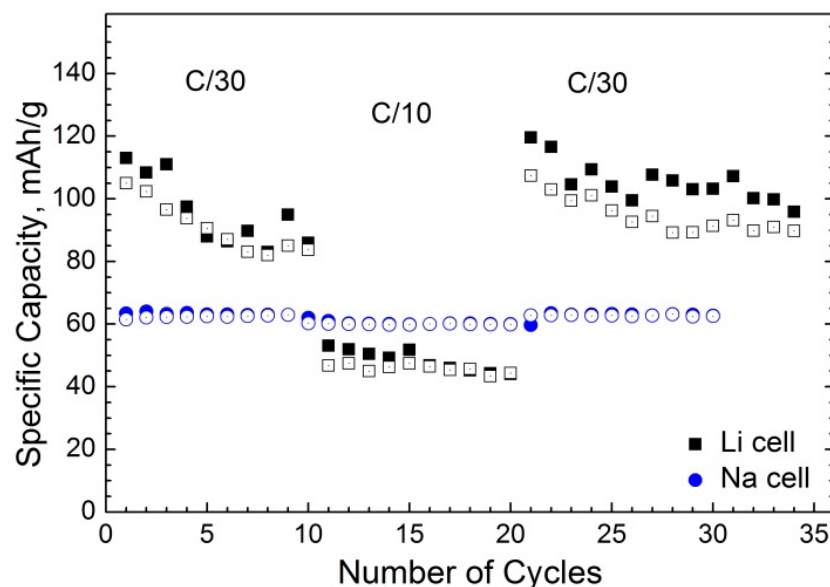 Specific Capacity, mAh/g
140
120
100
80
60
40
20
0
C/30
C/10
C/30
Li cell
Na cell
0 5 10 15 20 25 30 35
Number of Cycles